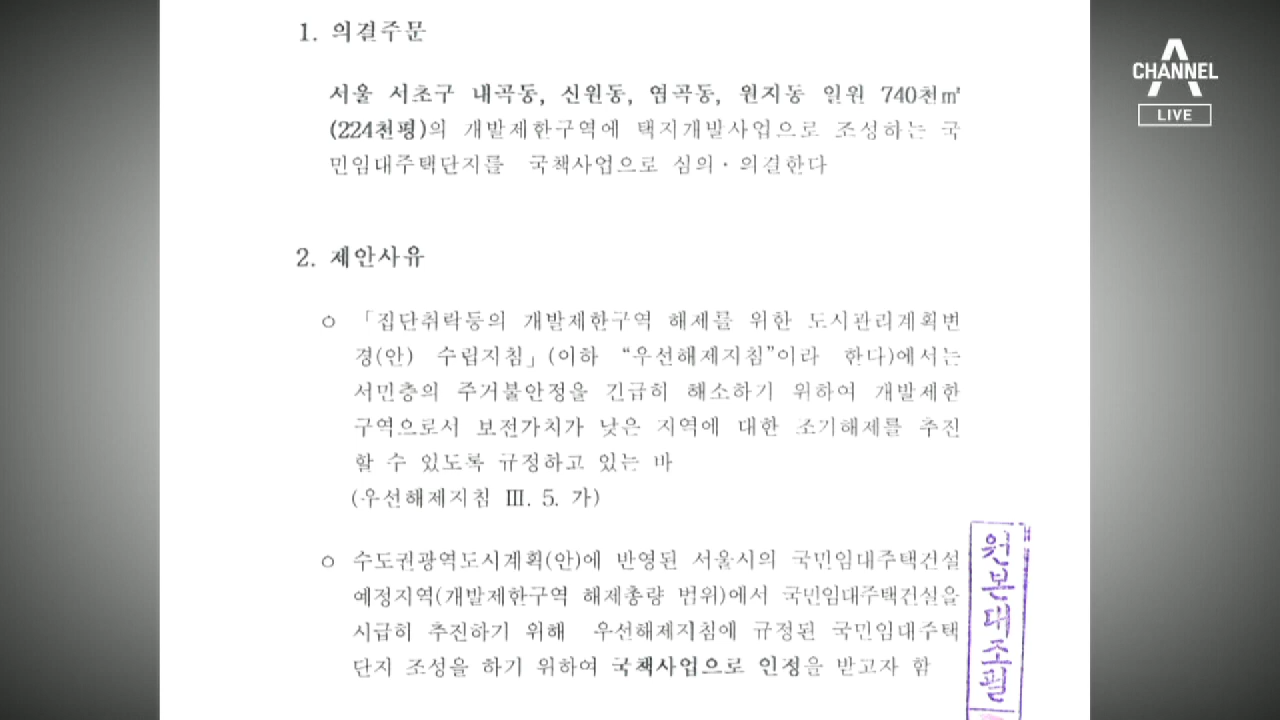 1. 의결주문
서울 서초구 내곡동, 신원동, 염곡동, 원지동 일원 740천㎡
(224천평)의 개발제한구역에 택지개발사업으로 조성하는 국
민임대주택단지를 국책사업으로 심의·의결한다
2. 제안사유
○ 「집단취락등의 개발제한구역 해제를 위한 도시관리계획변
경(안) 수립지침」(이하 “우선해제지침”이라 한다)에서는
서민층의 주거불안정을 긴급히 해소하기 위하여 개발제한
구역으로서 보전가치가 낮은 지역에 대한 조기해제를 추진
할 수 있도록 규정하고 있는 바
(우선해제지침 Ⅲ. 5. 가)
○ 수도권광역도시계획(안)에 반영된 서울시의 국민임대주택건설
예정지역(개발제한구역 해제총량 범위)에서 국민임대주택건설을
시급히 추진하기 위해 우선해제지침에 규정된 국민임대주택
단지 조성을 하기 위하여 국책사업으로 인정을 받고자 함
원본대조필
CHANNEL A
LIVE